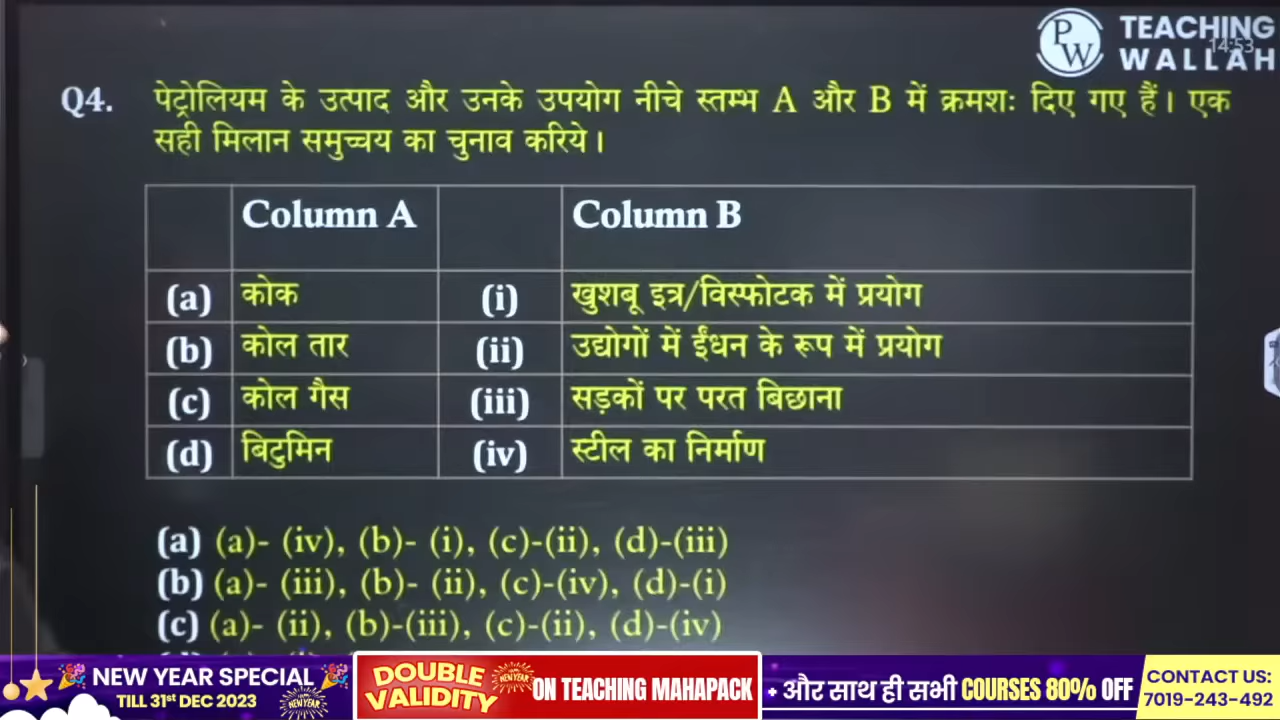 TEACHING
WALLAH
PW
14:53
Q4. पेट्रोलियम के उत्पाद और उनके उपयोग नीचे स्तम्भ A और B में क्रमशः दिए गए हैं। एक
सही मिलान समुच्चय का चुनाव करिये।
Column A Column B
(a) कोक (i) खुशबू इत्र/विस्फोटक में प्रयोग
(b) कोल तार (ii) उद्योगों में ईंधन के रूप में प्रयोग
(c) कोल गैस (iii) सड़कों पर परत बिछाना
(d) बिटुमिन (iv) स्टील का निर्माण
(a) (a)- (iv), (b)- (i), (c)-(ii), (d)-(iii)
(b) (a)- (iii), (b)- (ii), (c)-(iv), (d)-(i)
(c) (a)- (ii), (b)-(iii), (c)-(ii), (d)-(iv)
NEW YEAR SPECIAL
TILL 31st DEC 2023
DOUBLE
VALIDITY
ON TEACHING MAHAPACK
+ और साथ ही सभी COURSES 80% OFF
CONTACT US:
7019-243-492